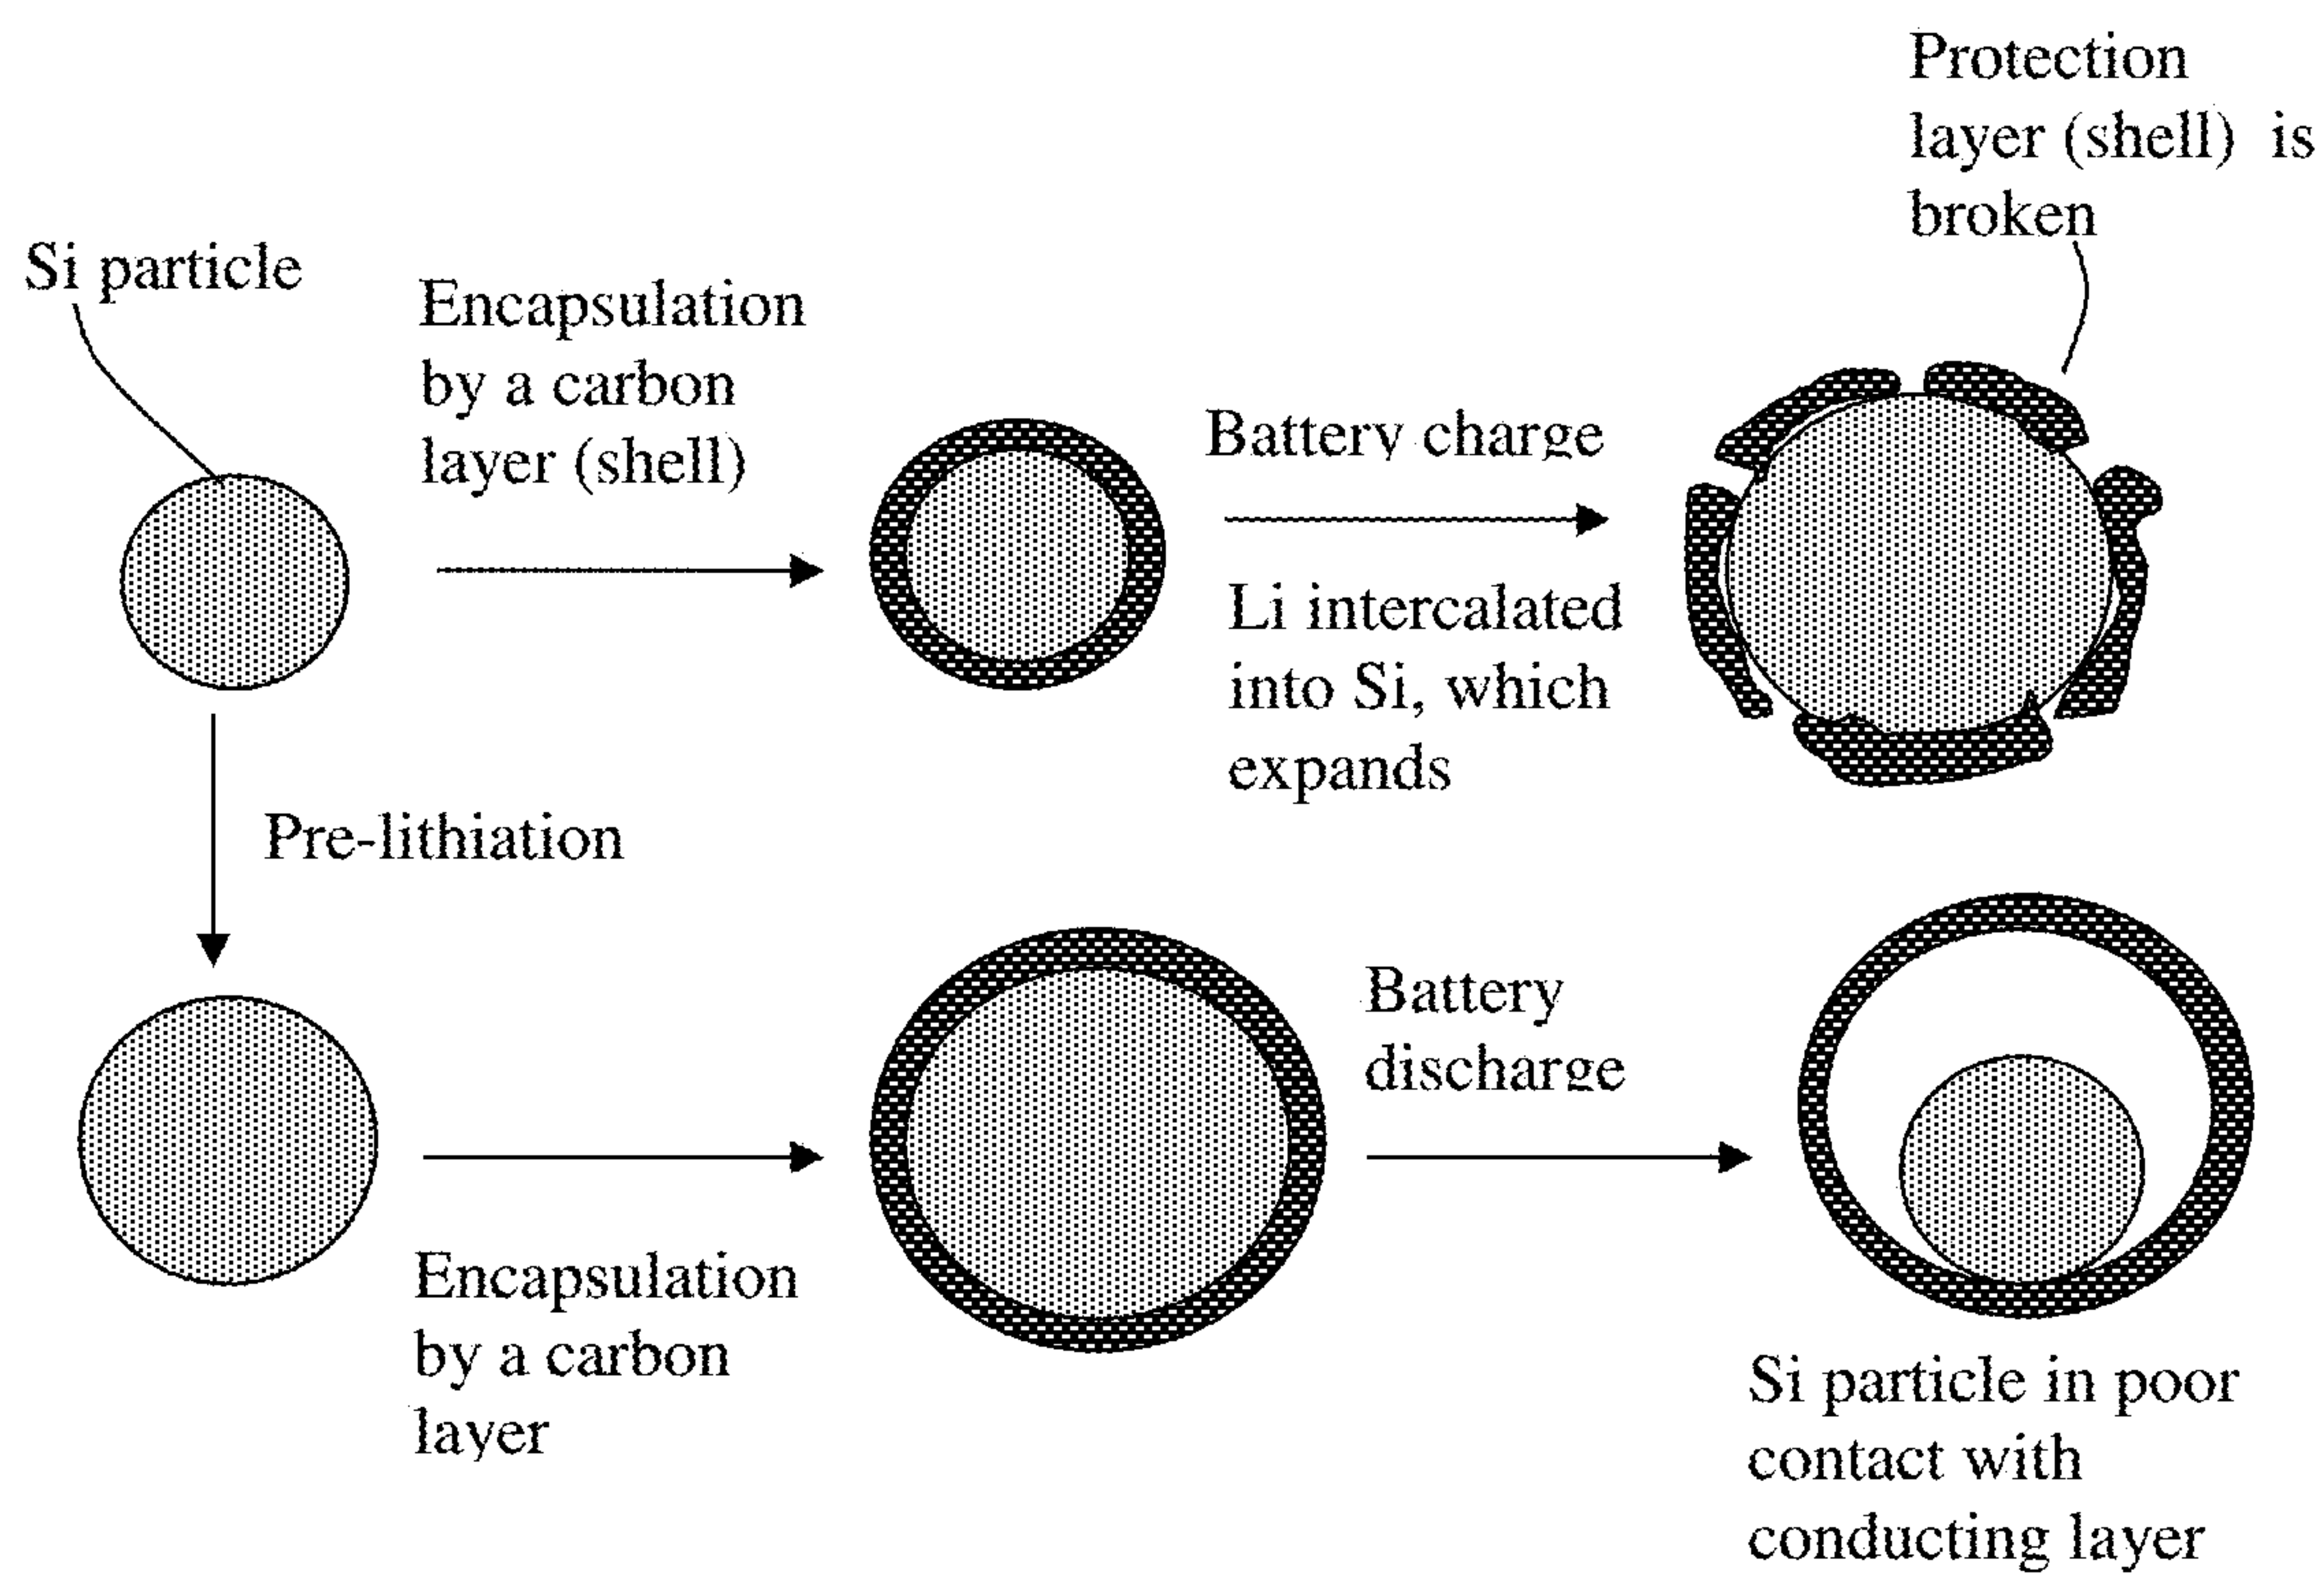 Protection
layer (shell) is
broken
Si particle
Encapsulation
by a carbon
layer (shell)
Battery charge
Li intercalated
into Si, which
expands
Pre-lithiation
Battery
discharge
Encapsulation
by a carbon
layer
Si particle in poor
contact with
conducting layer